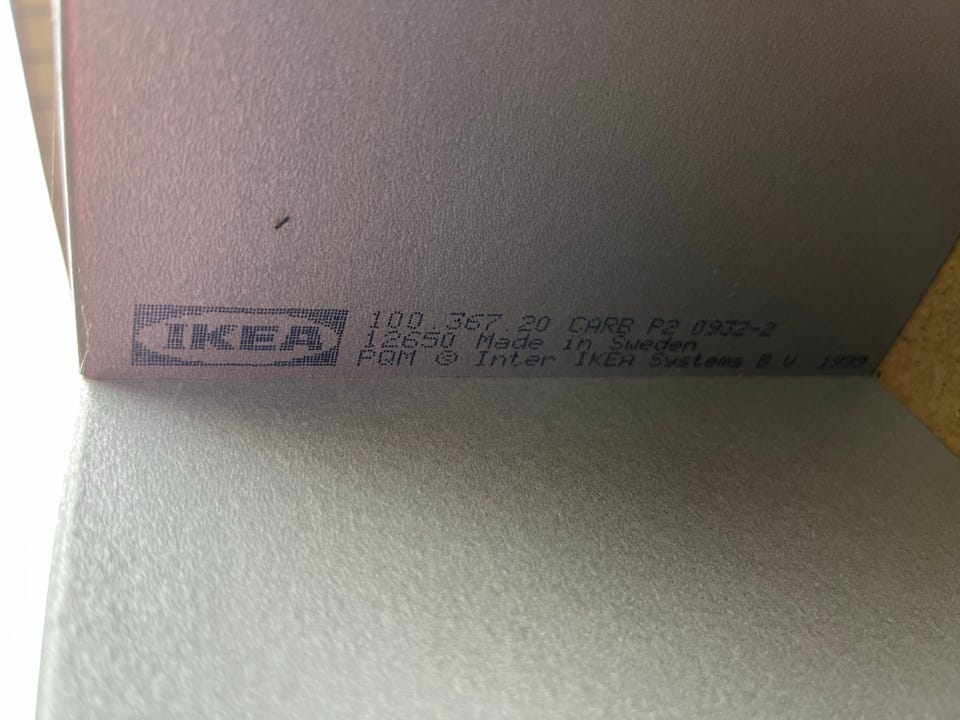 IKEA
100.367.20 CARB P2 0932-2
12650 Made in Sweden
PQM © Inter IKEA Systems B V 1999